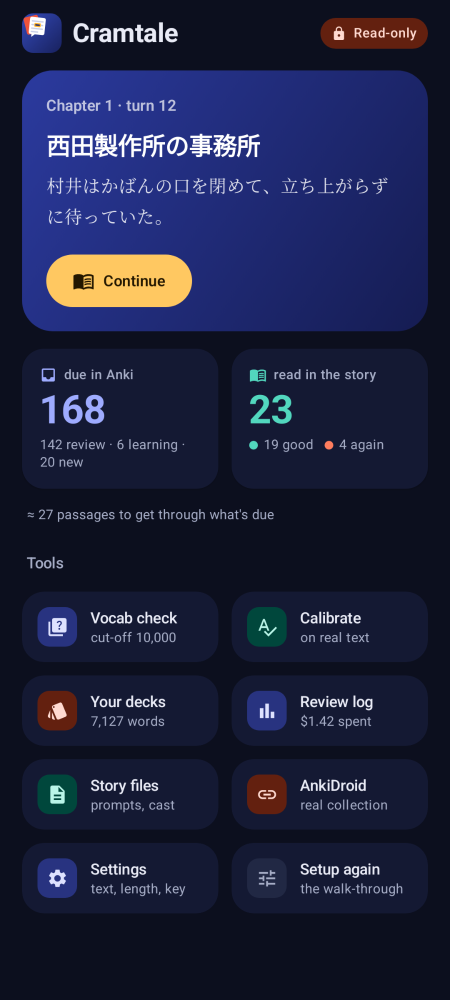 Cramtale
Read-only
Chapter 1 · turn 12
西田製作所の事務所
村井はかばんの口を閉めて、立ち上がらず
に待っていた。
Continue
due in Anki
168
142 review · 6 learning ·
20 new
read in the story
23
19 good 4 again
≈ 27 passages to get through what's due
Tools
Vocab check
cut-off 10,000
Calibrate
on real text
Your decks
7,127 words
Review log
$1.42 spent
Story files
prompts, cast
AnkiDroid
real collection
Settings
text, length, key
Setup again
the walk-through